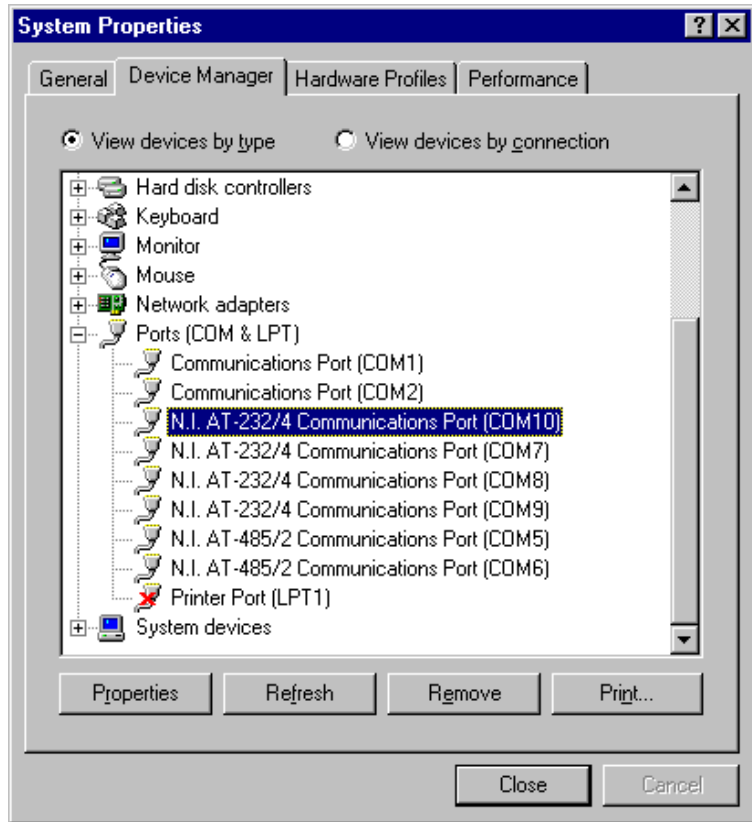 System Properties
General Device Manager Hardware Profiles Performance
View devices by type View devices by connection
Hard disk controllers
Keyboard
Monitor
Mouse
Network adapters
Ports (COM & LPT)
Communications Port (COM1)
Communications Port (COM2)
N.I. AT-232/4 Communications Port (COM10)
N.I. AT-232/4 Communications Port (COM7)
N.I. AT-232/4 Communications Port (COM8)
N.I. AT-232/4 Communications Port (COM9)
N.I. AT-485/2 Communications Port (COM5)
N.I. AT-485/2 Communications Port (COM6)
Printer Port (LPT1)
System devices
Properties Refresh Remove Print...
Close Cancel